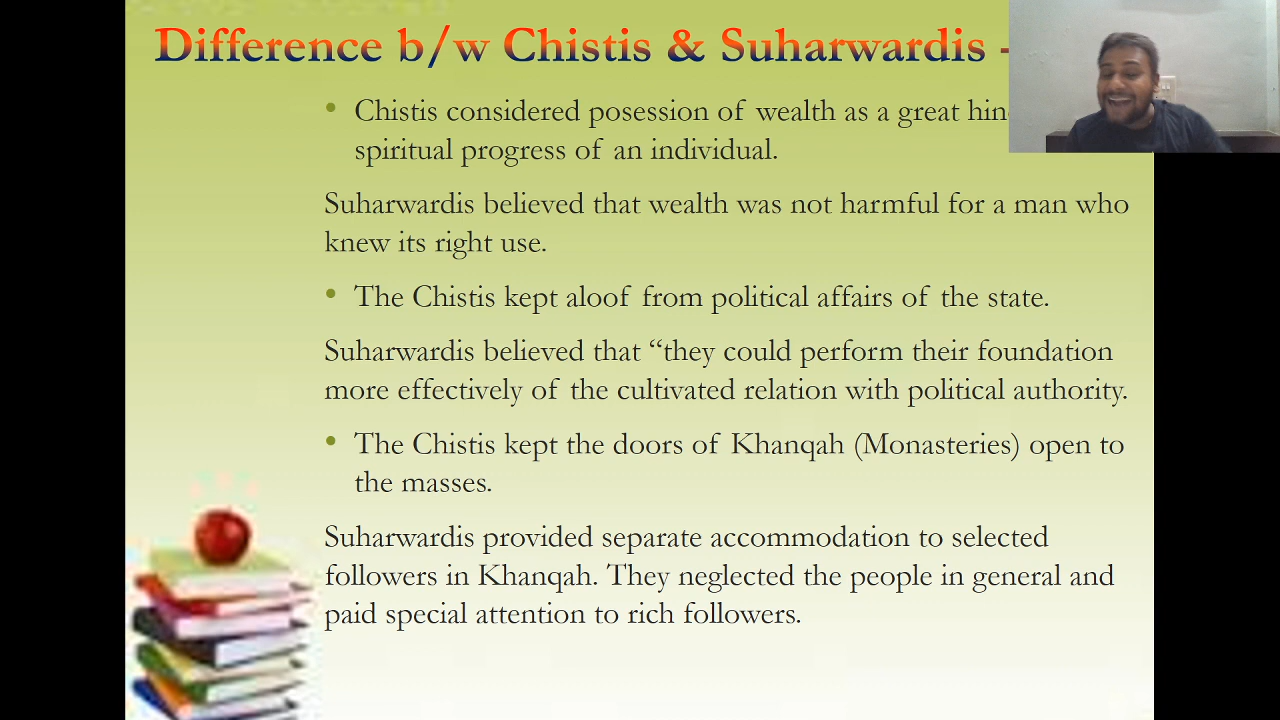 Difference b/w Chistis & Suharwardis -
• Chistis considered posession of wealth as a great
spiritual progress of an individual.
Suharwardis believed that wealth was not harmful for a man who
knew its right use.
• The Chistis kept aloof from political affairs of the state.
Suharwardis believed that “they could perform their foundation
more effectively of the cultivated relation with political authority.
• The Chistis kept the doors of Khanqah (Monasteries) open to
the masses.
Suharwardis provided separate accommodation to selected
followers in Khanqah. They neglected the people in general and
paid special attention to rich followers.